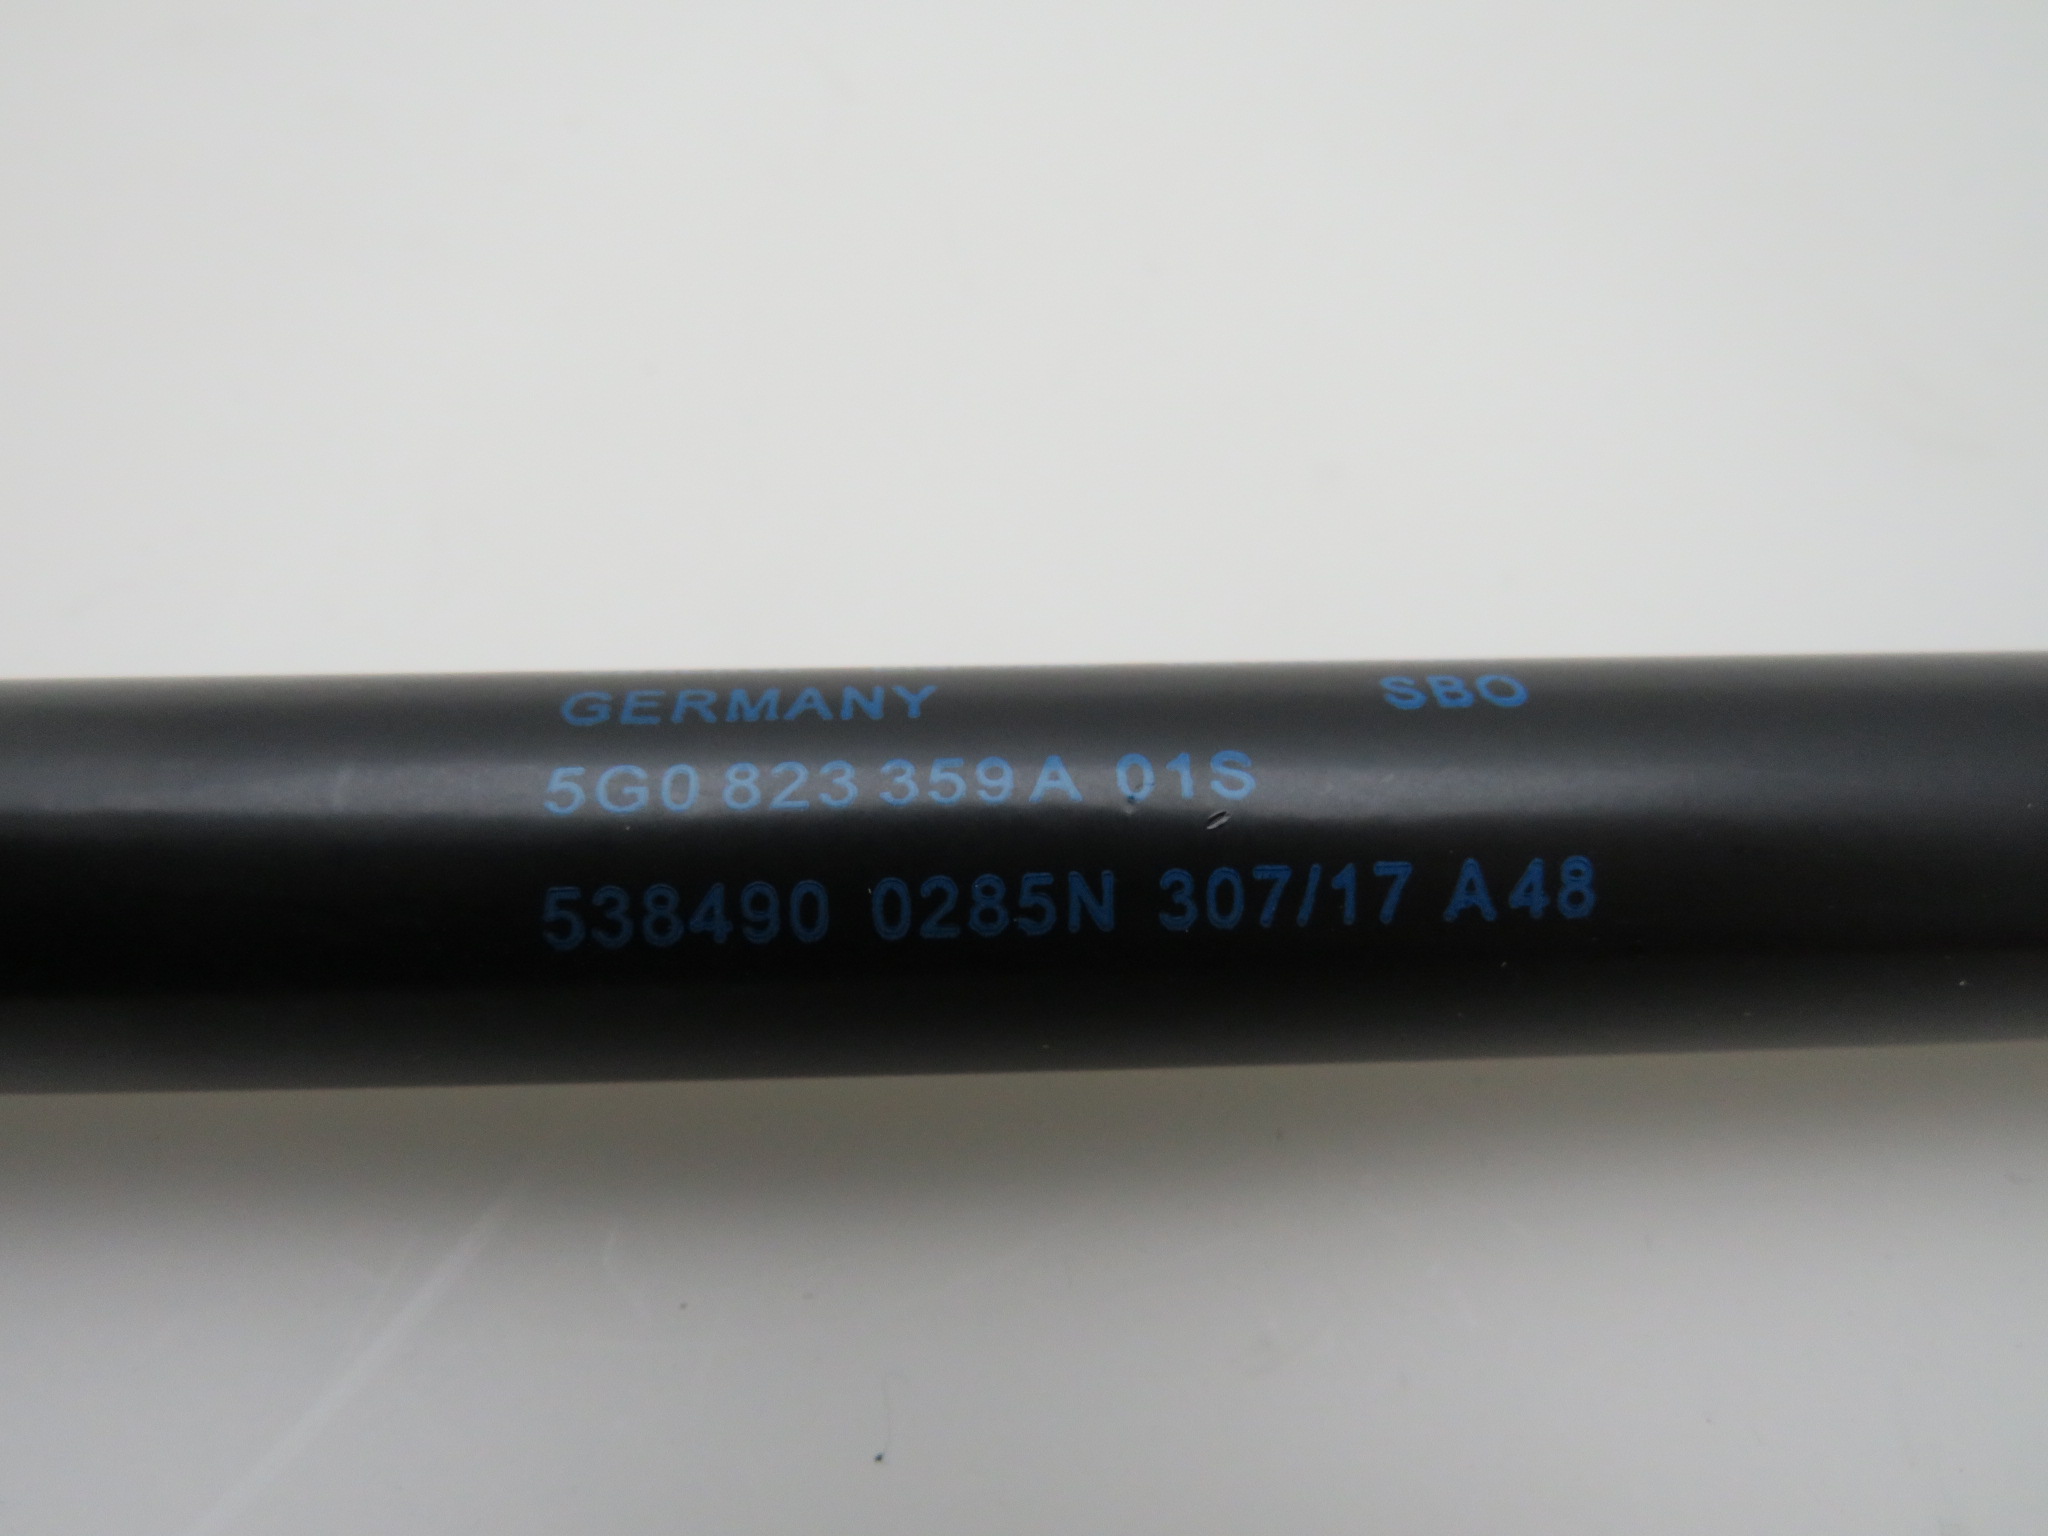 GERMANY SBO
5G0 823 359 A 01S
538490 0285N 307/17 A48